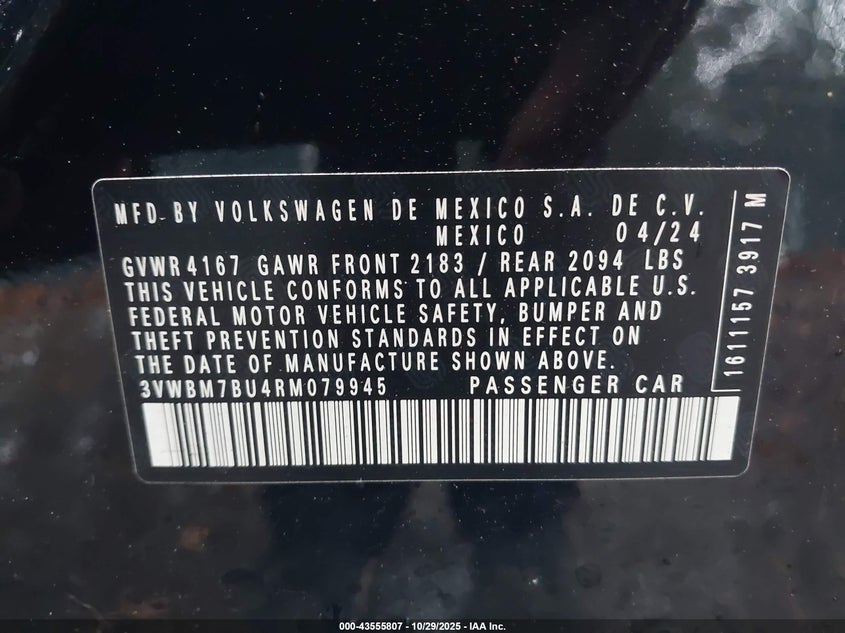 MFD BY VOLKSWAGEN DE MEXICO S.A. DE C.V.
MEXICO 04/24
GVWR 4167 GAWR FRONT 2183 / REAR 2094 LBS
THIS VEHICLE CONFORMS TO ALL APPLICABLE U.S.
FEDERAL MOTOR VEHICLE SAFETY, BUMPER AND
THEFT PREVENTION STANDARDS IN EFFECT ON
THE DATE OF MANUFACTURE SHOWN ABOVE.
3VWBM7BU4RM079945 PASSENGER CAR
1611157 3917 M
000-43555807 | 10/29/2025 - IAA Inc.